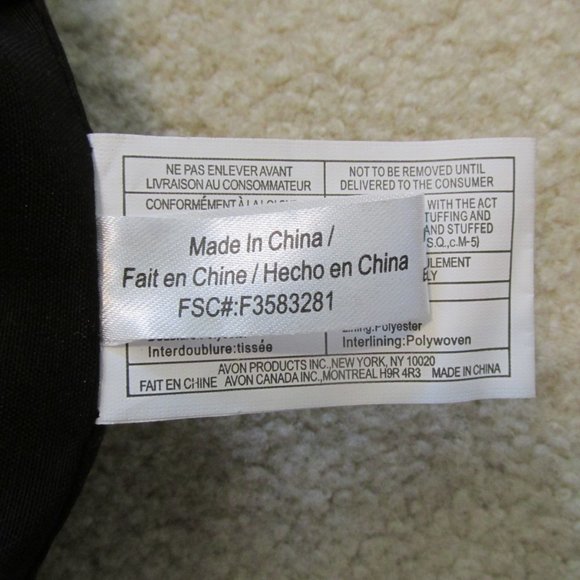 NE PAS ENLEVER AVANT
LIVRAISON AU CONSOMMATEUR
NOT TO BE REMOVED UNTIL
DELIVERED TO THE CONSUMER
CONFORMÉMENT À LA
WITH THE ACT
TUFFING AND
AND STUFFED
S.Q.,c.M-5)
Made In China /
Fait en Chine / Hecho en China
FSC#:F3583281
ULEMENT
Lining:Polyester
Interdoublure:tissée
Interlining:Polywoven
AVON PRODUCTS INC.,NEW YORK, NY 10020
FAIT EN CHINE AVON CANADA INC.,MONTREAL H9R 4R3 MADE IN CHINA